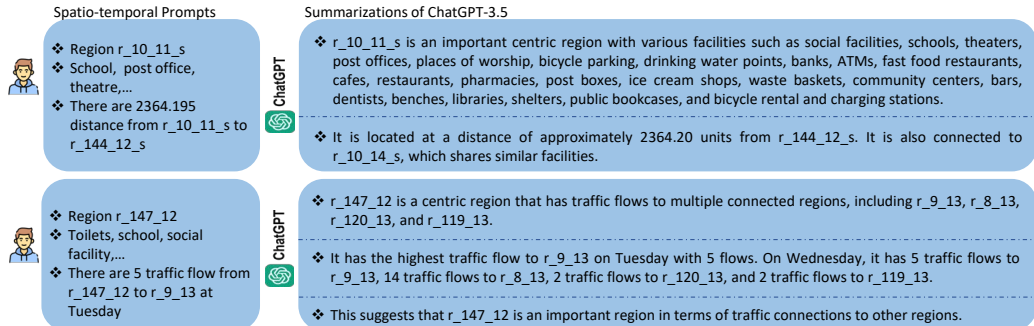 Spatio-temporal Prompts
Summarizations of ChatGPT-3.5
❖ Region r_10_11_s
❖ School, post office,
theatre,...
❖ There are 2364.195
distance from r_10_11_s to
r_144_12_s
ChatGPT
❖ r_10_11_s is an important centric region with various facilities such as social facilities, schools, theaters,
post offices, places of worship, bicycle parking, drinking water points, banks, ATMs, fast food restaurants,
cafes, restaurants, pharmacies, post boxes, ice cream shops, waste baskets, community centers, bars,
dentists, benches, libraries, shelters, public bookcases, and bicycle rental and charging stations.
❖ It is located at a distance of approximately 2364.20 units from r_144_12_s. It is also connected to
r_10_14_s, which shares similar facilities.
❖ Region r_147_12
❖ Toilets, school, social
facility,...
❖ There are 5 traffic flow from
r_147_12 to r_9_13 at
Tuesday
ChatGPT
❖ r_147_12 is a centric region that has traffic flows to multiple connected regions, including r_9_13, r_8_13,
r_120_13, and r_119_13.
❖ It has the highest traffic flow to r_9_13 on Tuesday with 5 flows. On Wednesday, it has 5 traffic flows to
r_9_13, 14 traffic flows to r_8_13, 2 traffic flows to r_120_13, and 2 traffic flows to r_119_13.
❖ This suggests that r_147_12 is an important region in terms of traffic connections to other regions.